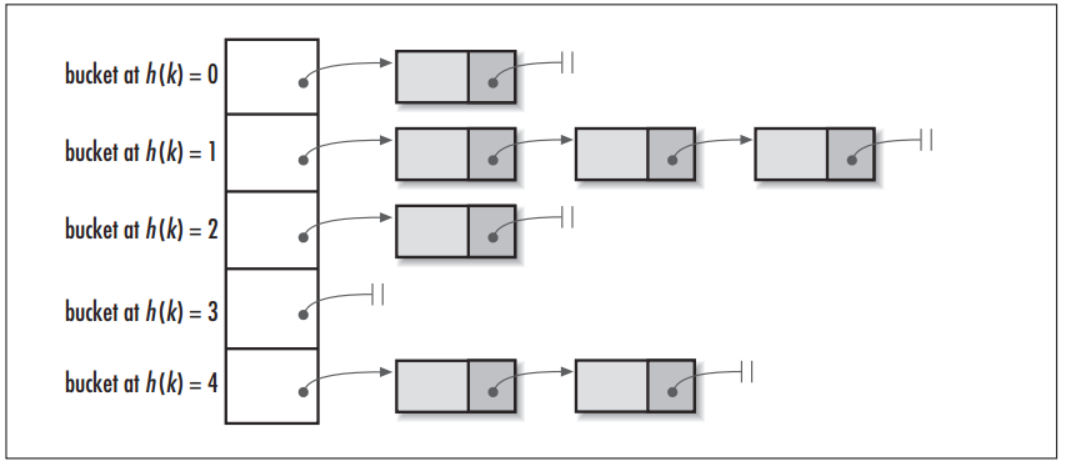 bucket at h(k) = 0
bucket at h(k) = 1
bucket at h(k) = 2
bucket at h(k) = 3
bucket at h(k) = 4